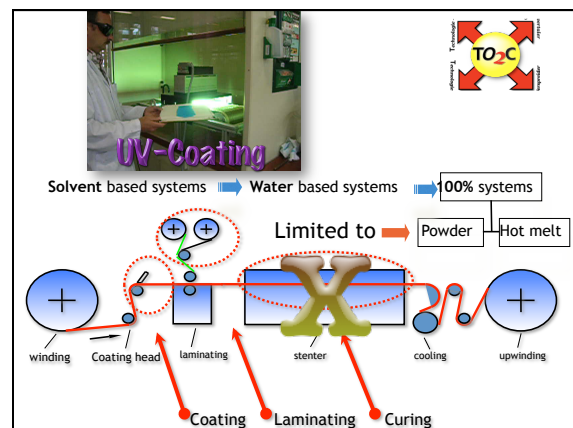 TO2C
UV-Coating
Solvent based systems Water based systems 100% systems
Limited to Powder Hot melt
X
winding Coating head laminating stenter cooling upwinding
Coating Laminating Curing